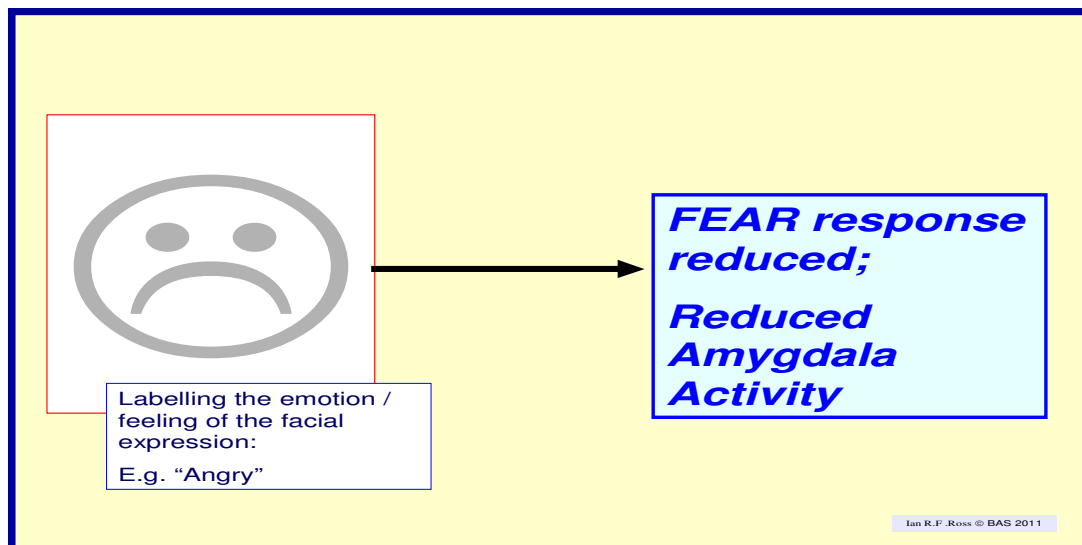 Labelling the emotion /
feeling of the facial
expression:
E.g. “Angry”
FEAR response
reduced;
Reduced
Amygdala
Activity
Ian R.F .Ross © BAS 2011